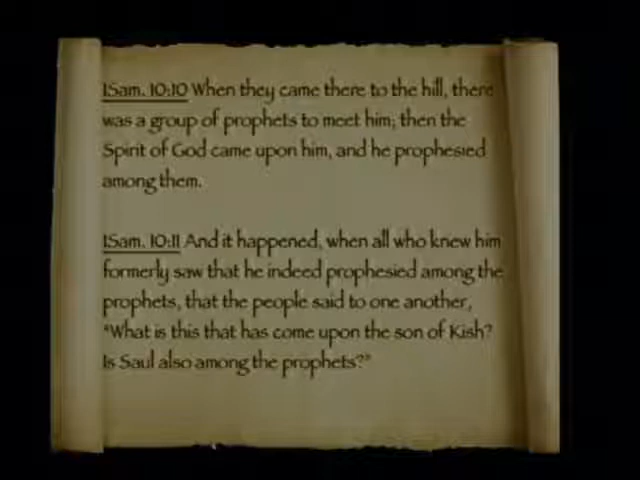 1Sam. 10:10 When they came there to the hill, there
was a group of prophets to meet him; then the
Spirit of God came upon him, and he prophesied
among them.
1Sam. 10:11 And it happened, when all who knew him
formerly saw that he indeed prophesied among the
prophets, that the people said to one another,
"What is this that has come upon the son of Kish?
Is Saul also among the prophets?"